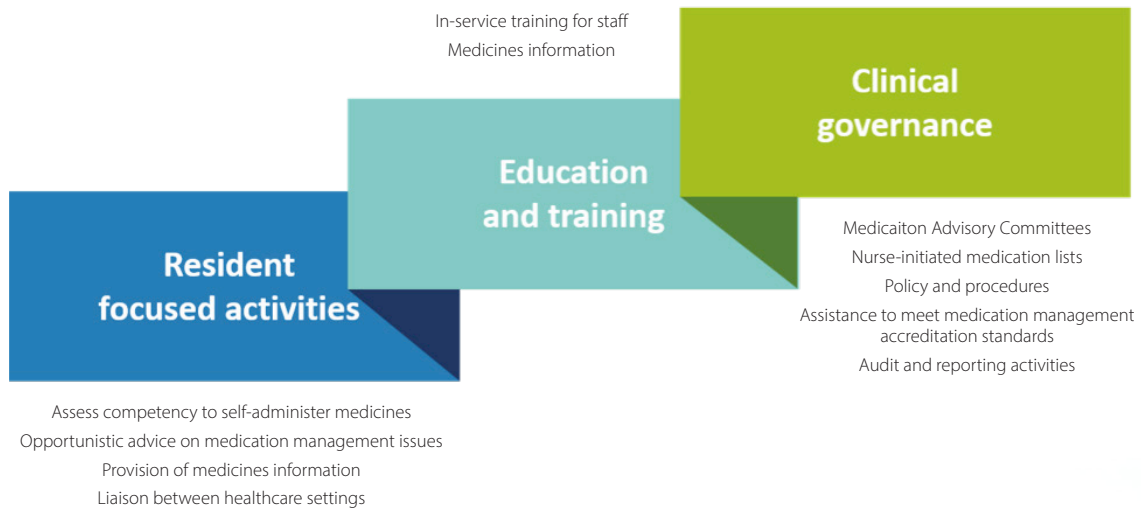 In-service training for staff
Medicines information
Clinical
governance
Education
and training
Resident
focused activities
Medicaiton Advisory Committees
Nurse-initiated medication lists
Policy and procedures
Assistance to meet medication management
accreditation standards
Audit and reporting activities
Assess competency to self-administer medicines
Opportunistic advice on medication management issues
Provision of medicines information
Liaison between healthcare settings